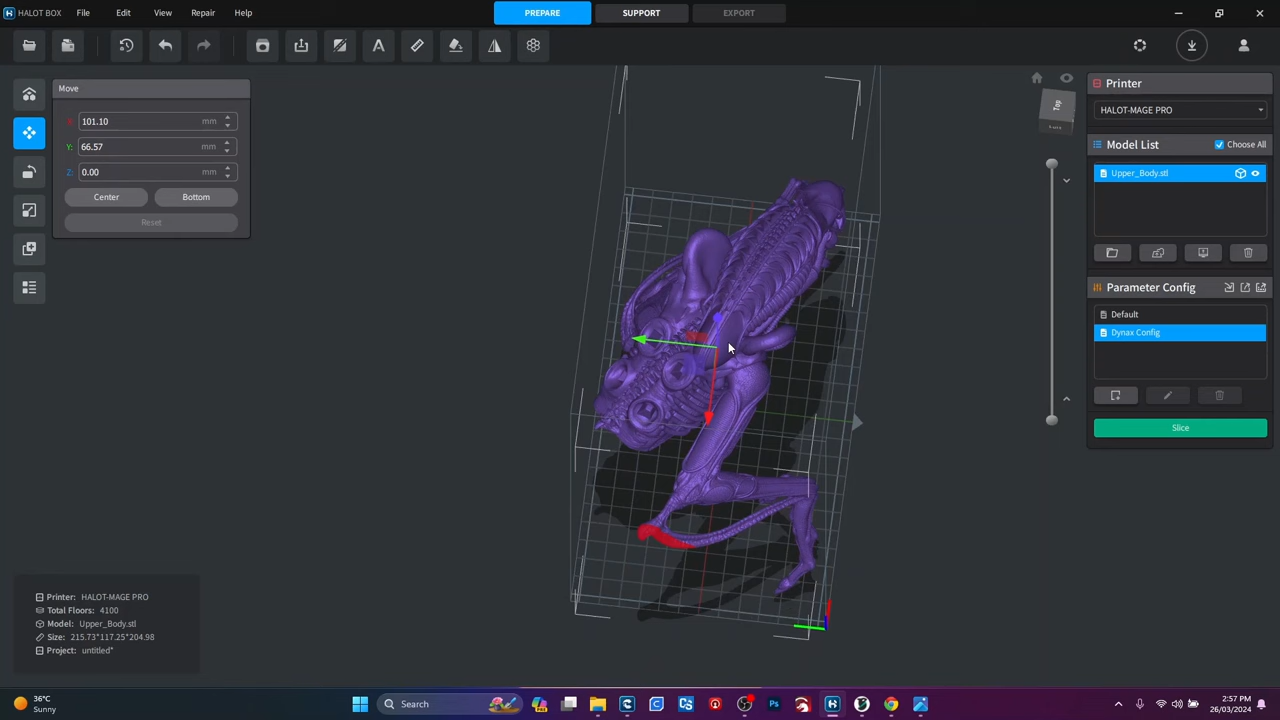 HALOT BOX File Edit View Repair Help PREPARE SUPPORT EXPORT
Move
X: 101.10 mm
Y: 66.57 mm
Z: 0.00 mm
Center Bottom
Reset
Top
Printer
HALOT-MAGE PRO
Model List Choose All
Upper_Body.stl
Parameter Config
Default
Dynax Config
Slice
Printer: HALOT-MAGE PRO
Total Floors: 4100
Model: Upper_Body.stl
Size: 215.73*117.25*204.98
Project: untitled*
36°C
Sunny
Search
2:57 PM
26/03/2024